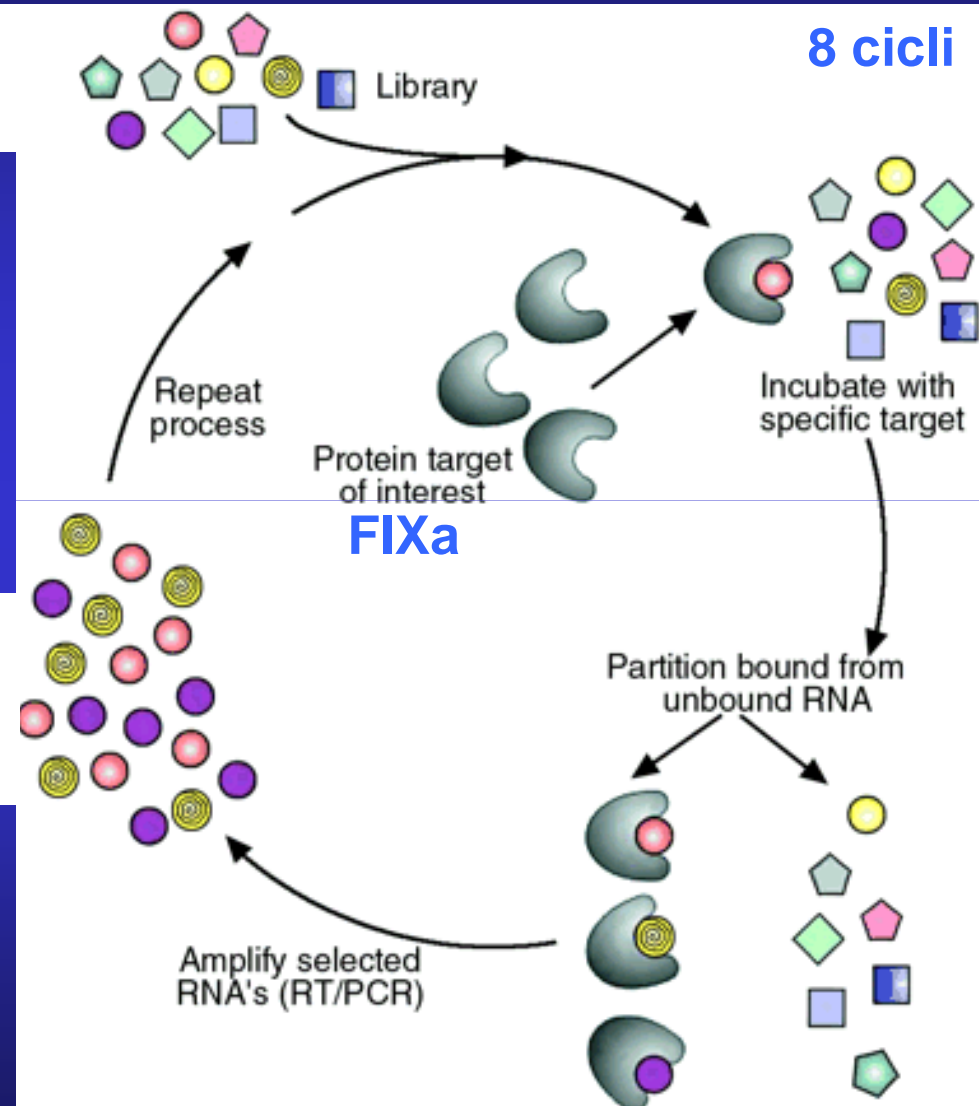 8 cicli
Library
Repeat
process
Incubate with
specific target
Protein target
of interest
FIXa
Partition bound from
unbound RNA
Amplify selected
RNA's (RT/PCR)